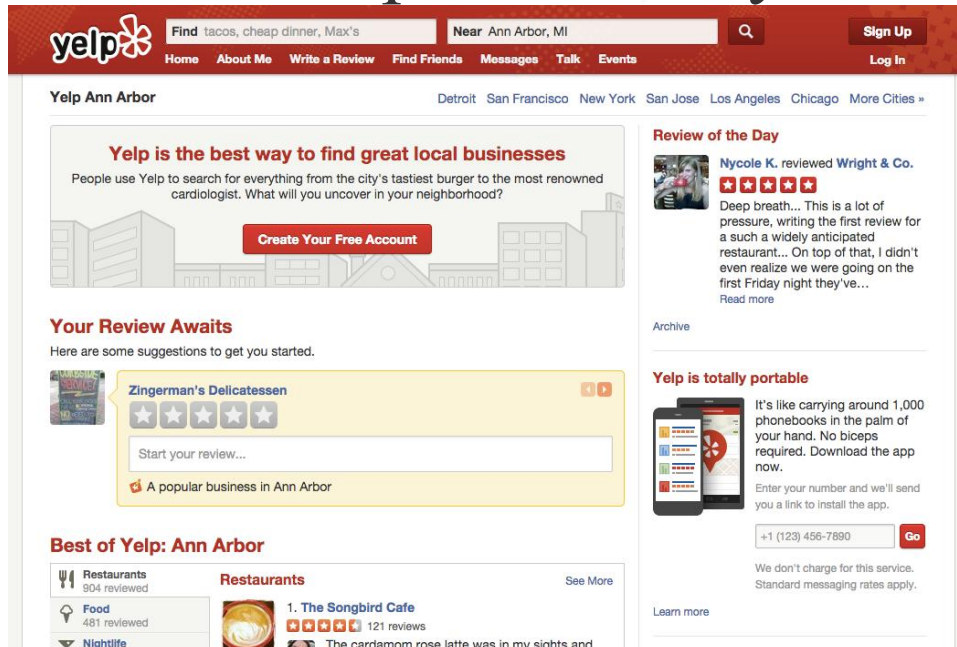 yelp
Find tacos, cheap dinner, Max's
Near Ann Arbor, MI
Sign Up
Home About Me Write a Review Find Friends Messages Talk Events
Log In
Yelp Ann Arbor
Detroit San Francisco New York San Jose Los Angeles Chicago More Cities »
Yelp is the best way to find great local businesses
People use Yelp to search for everything from the city's tastiest burger to the most renowned
cardiologist. What will you uncover in your neighborhood?
Create Your Free Account
Your Review Awaits
Here are some suggestions to get you started.
Zingerman's Delicatessen
Start your review...
A popular business in Ann Arbor
Best of Yelp: Ann Arbor
Restaurants
904 reviewed
Food
481 reviewed
Nightlife
Restaurants
See More
1. The Songbird Cafe
121 reviews
The cardamom rose latte was in my sights and
Review of the Day
Nycole K. reviewed Wright & Co.
Deep breath... This is a lot of
pressure, writing the first review for
a such a widely anticipated
restaurant... On top of that, I didn't
even realize we were going on the
first Friday night they've...
Read more
Archive
Yelp is totally portable
It's like carrying around 1,000
phonebooks in the palm of
your hand. No biceps
required. Download the app
now.
Enter your number and we'll send
you a link to install the app.
+1 (123) 456-7890
Go
We don't charge for this service.
Standard messaging rates apply.
Learn more